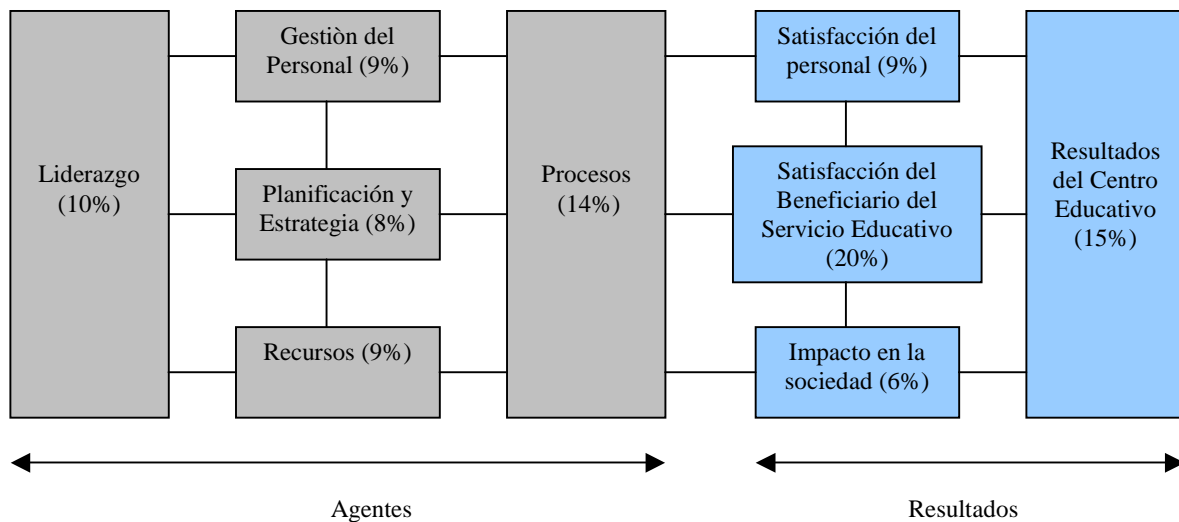 Liderazgo
(10%)
Gestiòn del
Personal (9%)
Planificación y
Estrategia (8%)
Recursos (9%)
Procesos
(14%)
Satisfacción del
personal (9%)
Satisfacción del
Beneficiario del
Servicio Educativo
(20%)
Impacto en la
sociedad (6%)
Resultados
del Centro
Educativo
(15%)
Agentes
Resultados